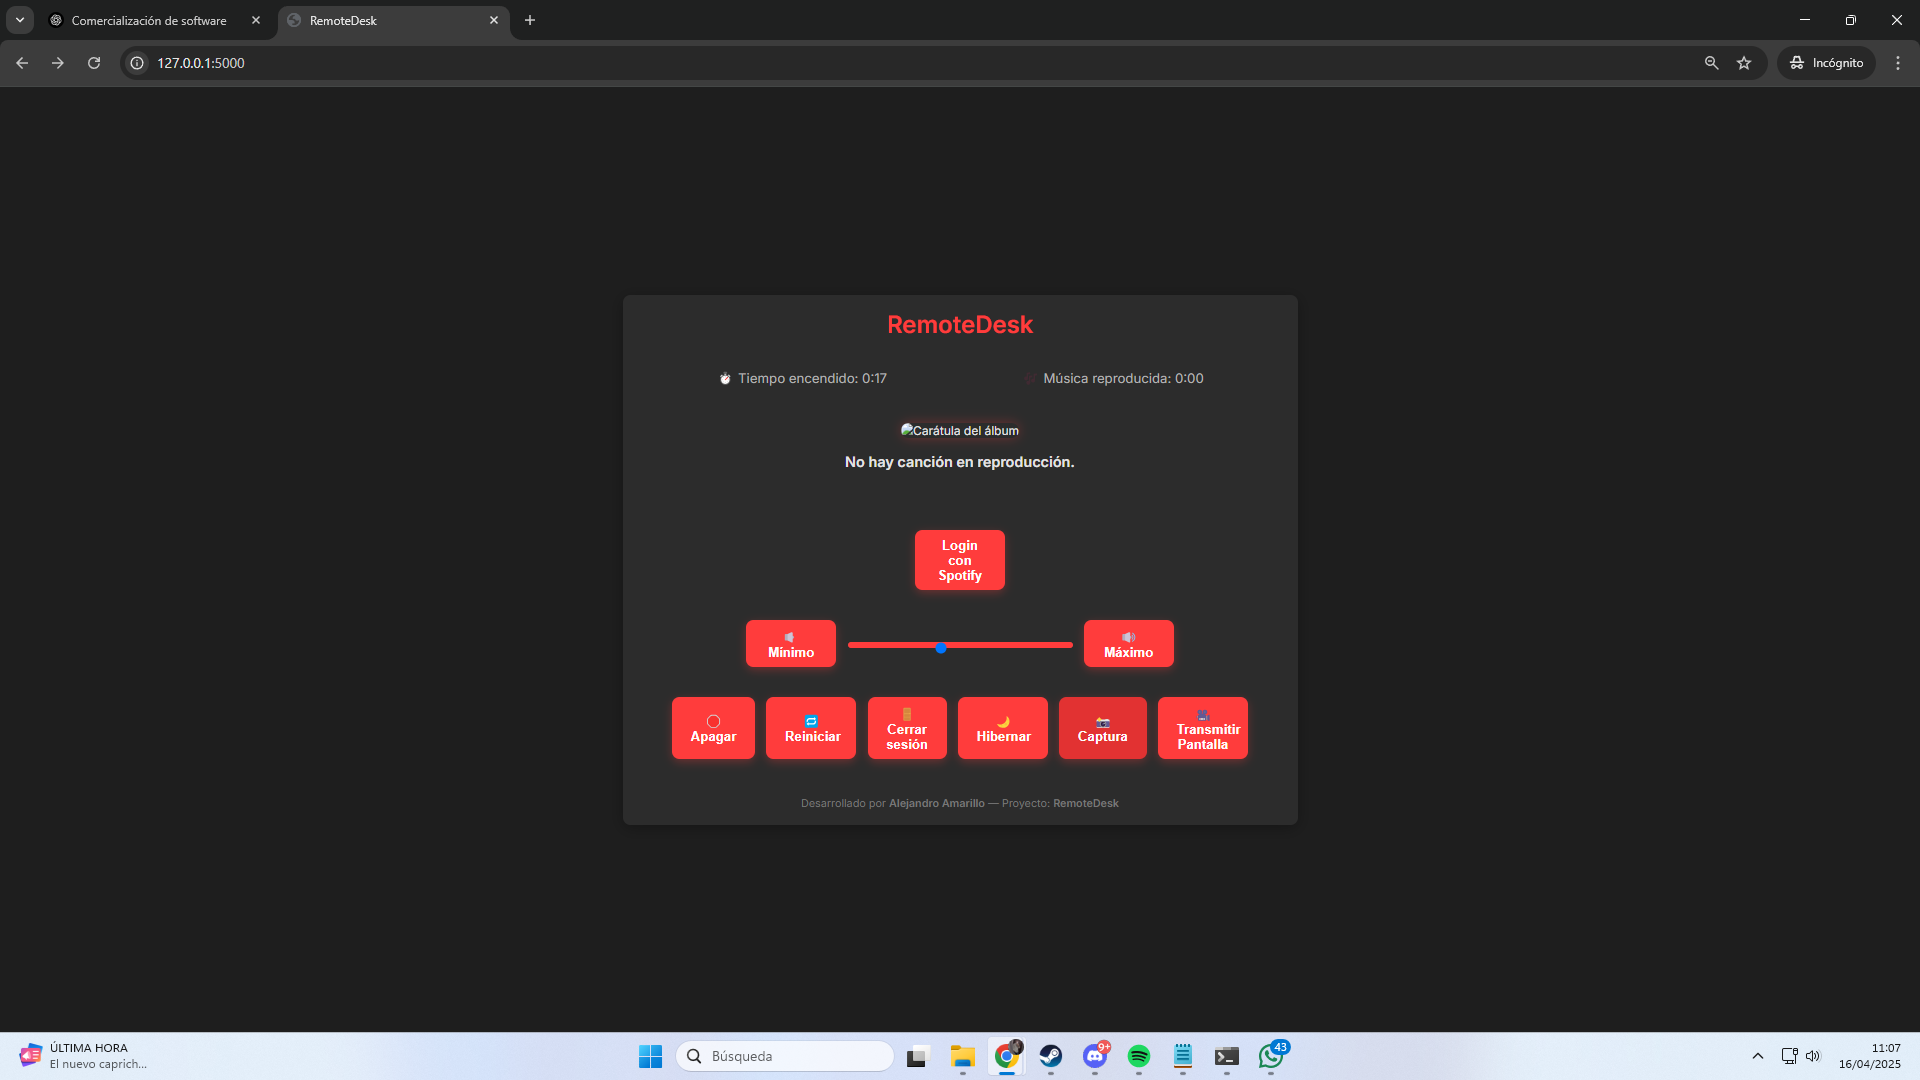 Comercialización de software
RemoteDesk
127.0.0.1:5000
Incógnito
RemoteDesk
Tiempo encendido: 0:17
Música reproducida: 0:00
Carátula del álbum
No hay canción en reproducción.
Login
con
Spotify
Mínimo
Máximo
Apagar
Reiniciar
Cerrar
sesión
Hibernar
Captura
Transmitir
Pantalla
Desarrollado por Alejandro Amarillo — Proyecto: RemoteDesk
ÚLTIMA HORA
El nuevo caprich...
Búsqueda
9+
43
11:07
16/04/2025